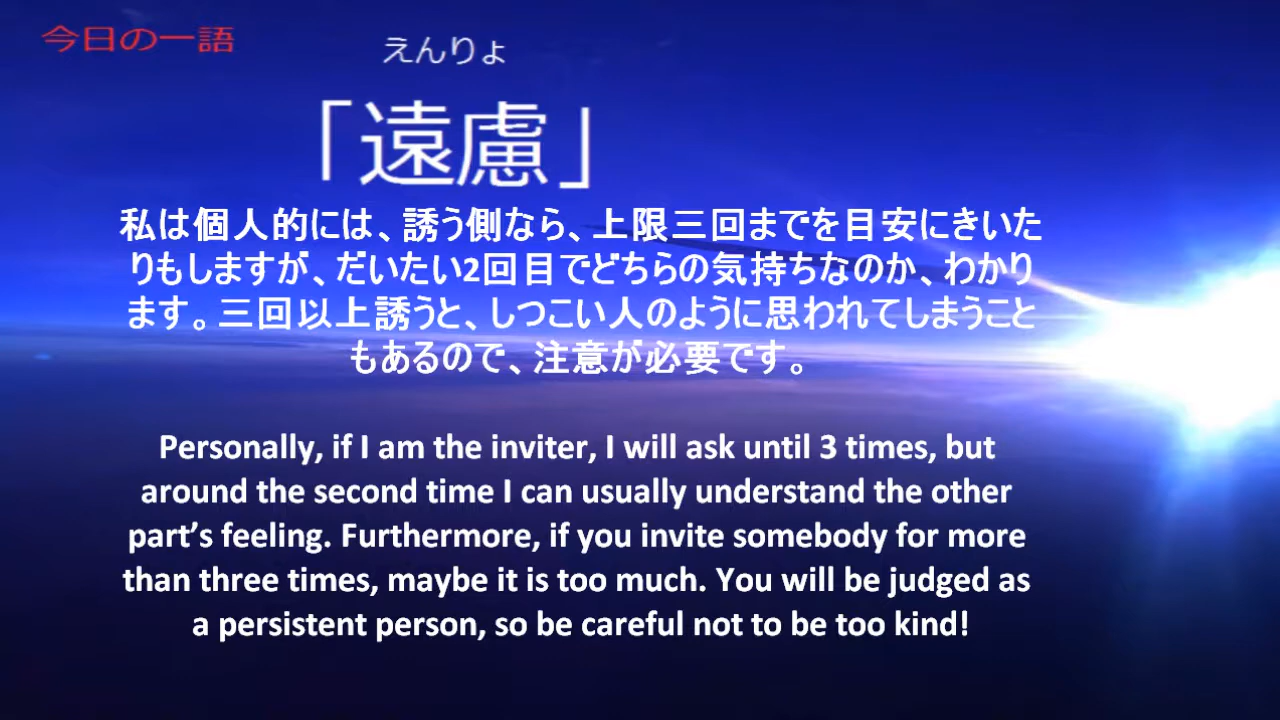 今日の一語
えんりょ
「遠慮」
私は個人的には、誘う側なら、上限三回までを目安にきいた
りもしますが、だいたい2回目でどちらの気持ちなのか、わかり
ます。三回以上誘うと、しつこい人のように思われてしまうこと
もあるので、注意が必要です。
Personally, if I am the inviter, I will ask until 3 times, but
around the second time I can usually understand the other
part’s feeling. Furthermore, if you invite somebody for more
than three times, maybe it is too much. You will be judged as
a persistent person, so be careful not to be too kind!